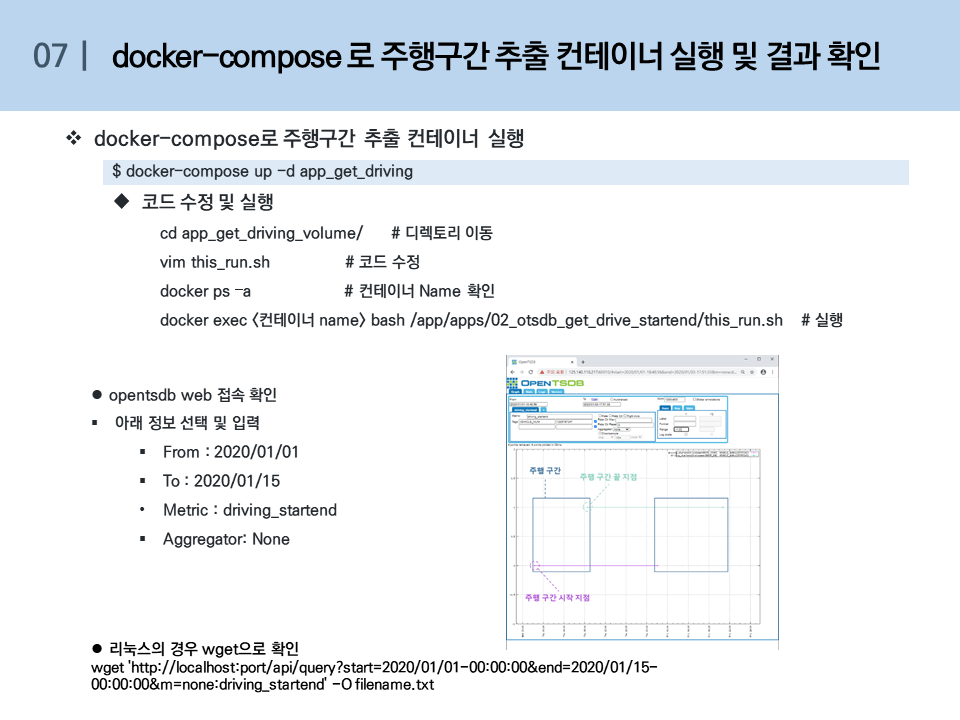 07 | docker-compose 로 주행구간 추출 컨테이너 실행 및 결과 확인
❖ docker-compose로 주행구간 추출 컨테이너 실행
$ docker-compose up -d app_get_driving
◆ 코드 수정 및 실행
cd app_get_driving_volume/ # 디렉토리 이동
vim this_run.sh # 코드 수정
docker ps –a # 컨테이너 Name 확인
docker exec <컨테이너 name> bash /app/apps/02_otsdb_get_drive_startend/this_run.sh # 실행
● opentsdb web 접속 확인
▪ 아래 정보 선택 및 입력
▪ From : 2020/01/01
▪ To : 2020/01/15
• Metric : driving_startend
▪ Aggregator: None
OpenTSDB
OPENTSDB
주행 구간
주행 구간 끝 지점
주행 구간 시작 지점
● 리눅스의 경우 wget으로 확인
wget 'http://localhost:port/api/query?start=2020/01/01-00:00:00&end=2020/01/15-
00:00:00&m=none:driving_startend' -O filename.txt